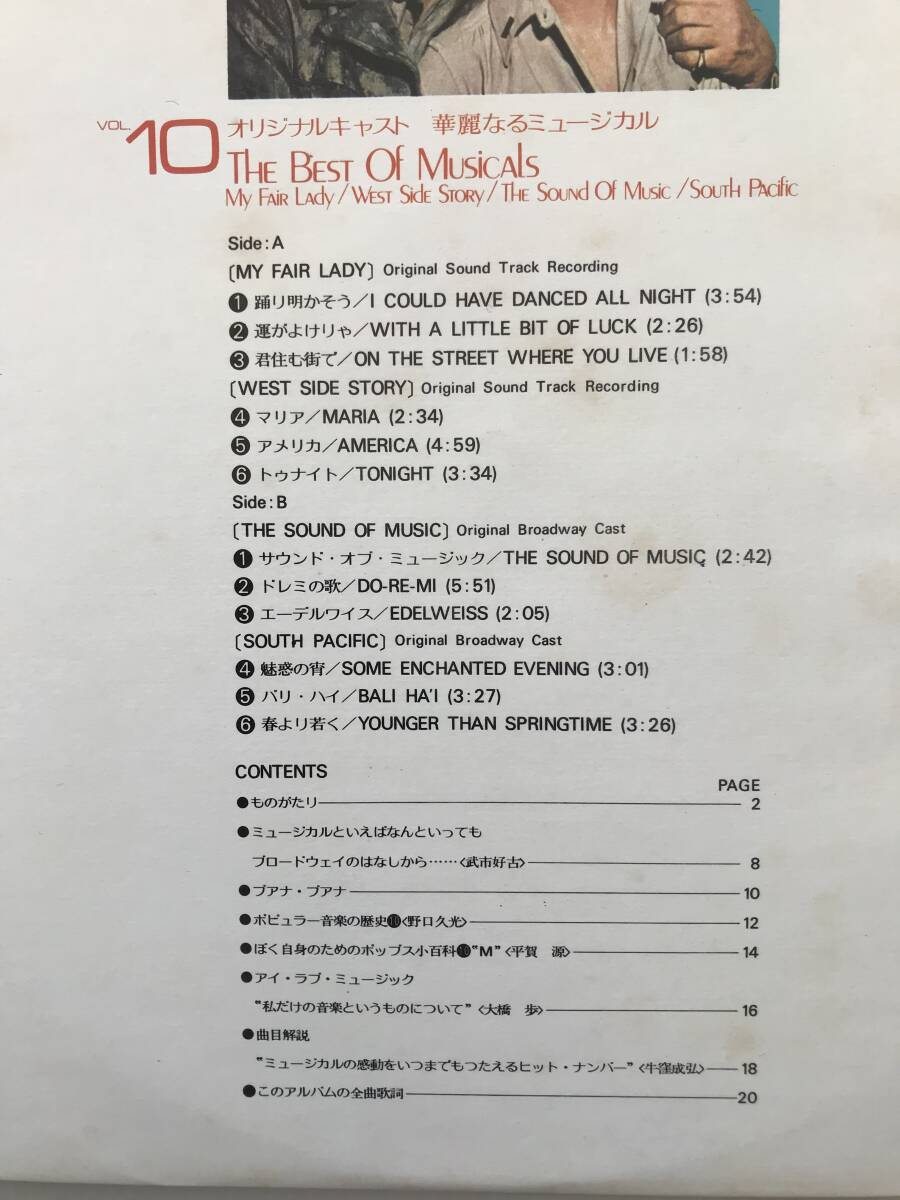 VOL. 10 オリジナルキャスト 華麗なるミュージカル
The Best Of Musicals
My Fair Lady/West Side Story/The Sound Of Music/South Pacific
Side:A
[MY FAIR LADY] Original Sound Track Recording
❶踊り明かそう/I COULD HAVE DANCED ALL NIGHT (3:54)
❷運がよけりゃ/WITH A LITTLE BIT OF LUCK (2:26)
❸君住む街で/ON THE STREET WHERE YOU LIVE (1:58)
[WEST SIDE STORY] Original Sound Track Recording
❹マリア/MARIA (2:34)
❺アメリカ/AMERICA (4:59)
❻トゥナイト/TONIGHT (3:34)
Side:B
[THE SOUND OF MUSIC] Original Broadway Cast
❶サウンド・オブ・ミュージック/THE SOUND OF MUSIC (2:42)
❷ドレミの歌/DO-RE-MI (5:51)
❸エーデルワイス/EDELWEISS (2:05)
[SOUTH PACIFIC] Original Broadway Cast
❹魅惑の宵/SOME ENCHANTED EVENING (3:01)
❺バリ・ハイ/BALI HA'I (3:27)
❻春より若く/YOUNGER THAN SPRINGTIME (3:26)
CONTENTS
PAGE
●ものがたり 2
●ミュージカルといえばなんといっても
ブロードウェイのはなしから……〈武市好古〉 8
●ブアナ・ブアナ 10
●ポピュラー音楽の歴史❿〈野口久光〉 12
●ぼく自身のためのポップス小百科❿"M"〈平賀 源〉 14
●アイ・ラブ・ミュージック
"私だけの音楽というものについて"〈大橋 歩〉 16
●曲目解説
"ミュージカルの感動をいつまでもつたえるヒット・ナンバー"〈牛窪成弘〉 18
●このアルバムの全曲歌詞 20